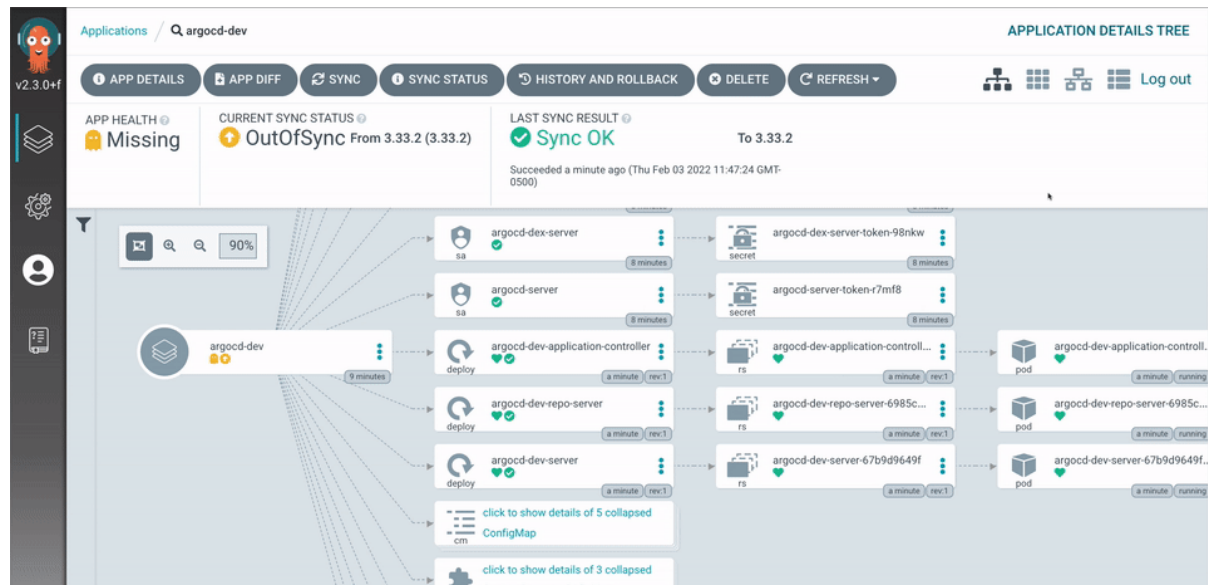 Applications / argocd-dev
APPLICATION DETAILS TREE
v2.3.0+f
APP DETAILS
APP DIFF
SYNC
SYNC STATUS
HISTORY AND ROLLBACK
DELETE
REFRESH
Log out
APP HEALTH
Missing
CURRENT SYNC STATUS
OutOfSync From 3.33.2 (3.33.2)
LAST SYNC RESULT
Sync OK To 3.33.2
Succeeded a minute ago (Thu Feb 03 2022 11:47:24 GMT-
0500)
90%
argocd-dex-server
sa
8 minutes
argocd-dex-server-token-98nkw
secret
8 minutes
argocd-server
sa
8 minutes
argocd-server-token-r7mf8
secret
8 minutes
argocd-dev
9 minutes
argocd-dev-application-controller
deploy
a minute rev:1
argocd-dev-application-controll...
rs
a minute rev:1
argocd-dev-application-controll.
pod
a minute running
argocd-dev-repo-server
deploy
a minute rev:1
argocd-dev-repo-server-6985c...
rs
a minute rev:1
argocd-dev-repo-server-6985c...
pod
a minute running
argocd-dev-server
deploy
a minute rev:1
argocd-dev-server-67b9d9649f
rs
a minute rev:1
argocd-dev-server-67b9d9649f..
pod
a minute running
click to show details of 5 collapsed
ConfigMap
cm
click to show details of 3 collapsed